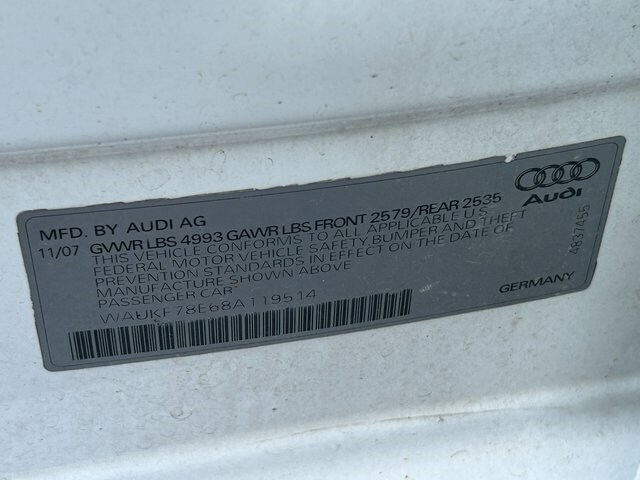 MFD. BY AUDI AG
11/07 GVWR LBS 4993 GAWR LBS FRONT 2579/REAR 2535
THIS VEHICLE CONFORMS TO ALL APPLICABLE U.S.
FEDERAL MOTOR VEHICLE SAFETY,BUMPER AND THEFT
PREVENTION STANDARDS IN EFFECT ON THE DATE OF
MANUFACTURE SHOWN ABOVE
PASSENGER CAR
WAUKF78E68A119514
Audi
4837455
GERMANY